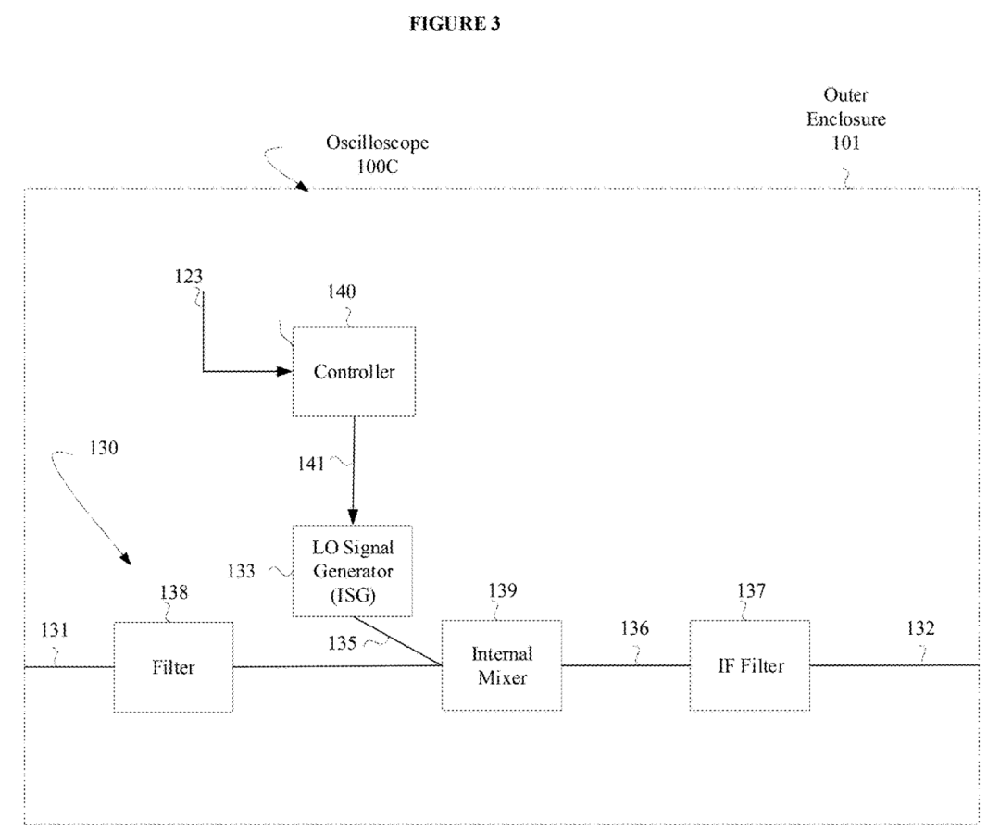 FIGURE 3
Outer
Enclosure
101
Oscilloscope
100C
123
140
Controller
141
130
LO Signal
Generator
(ISG)
133
138
139
137
131
135
136
132
Filter
Internal
Mixer
IF Filter